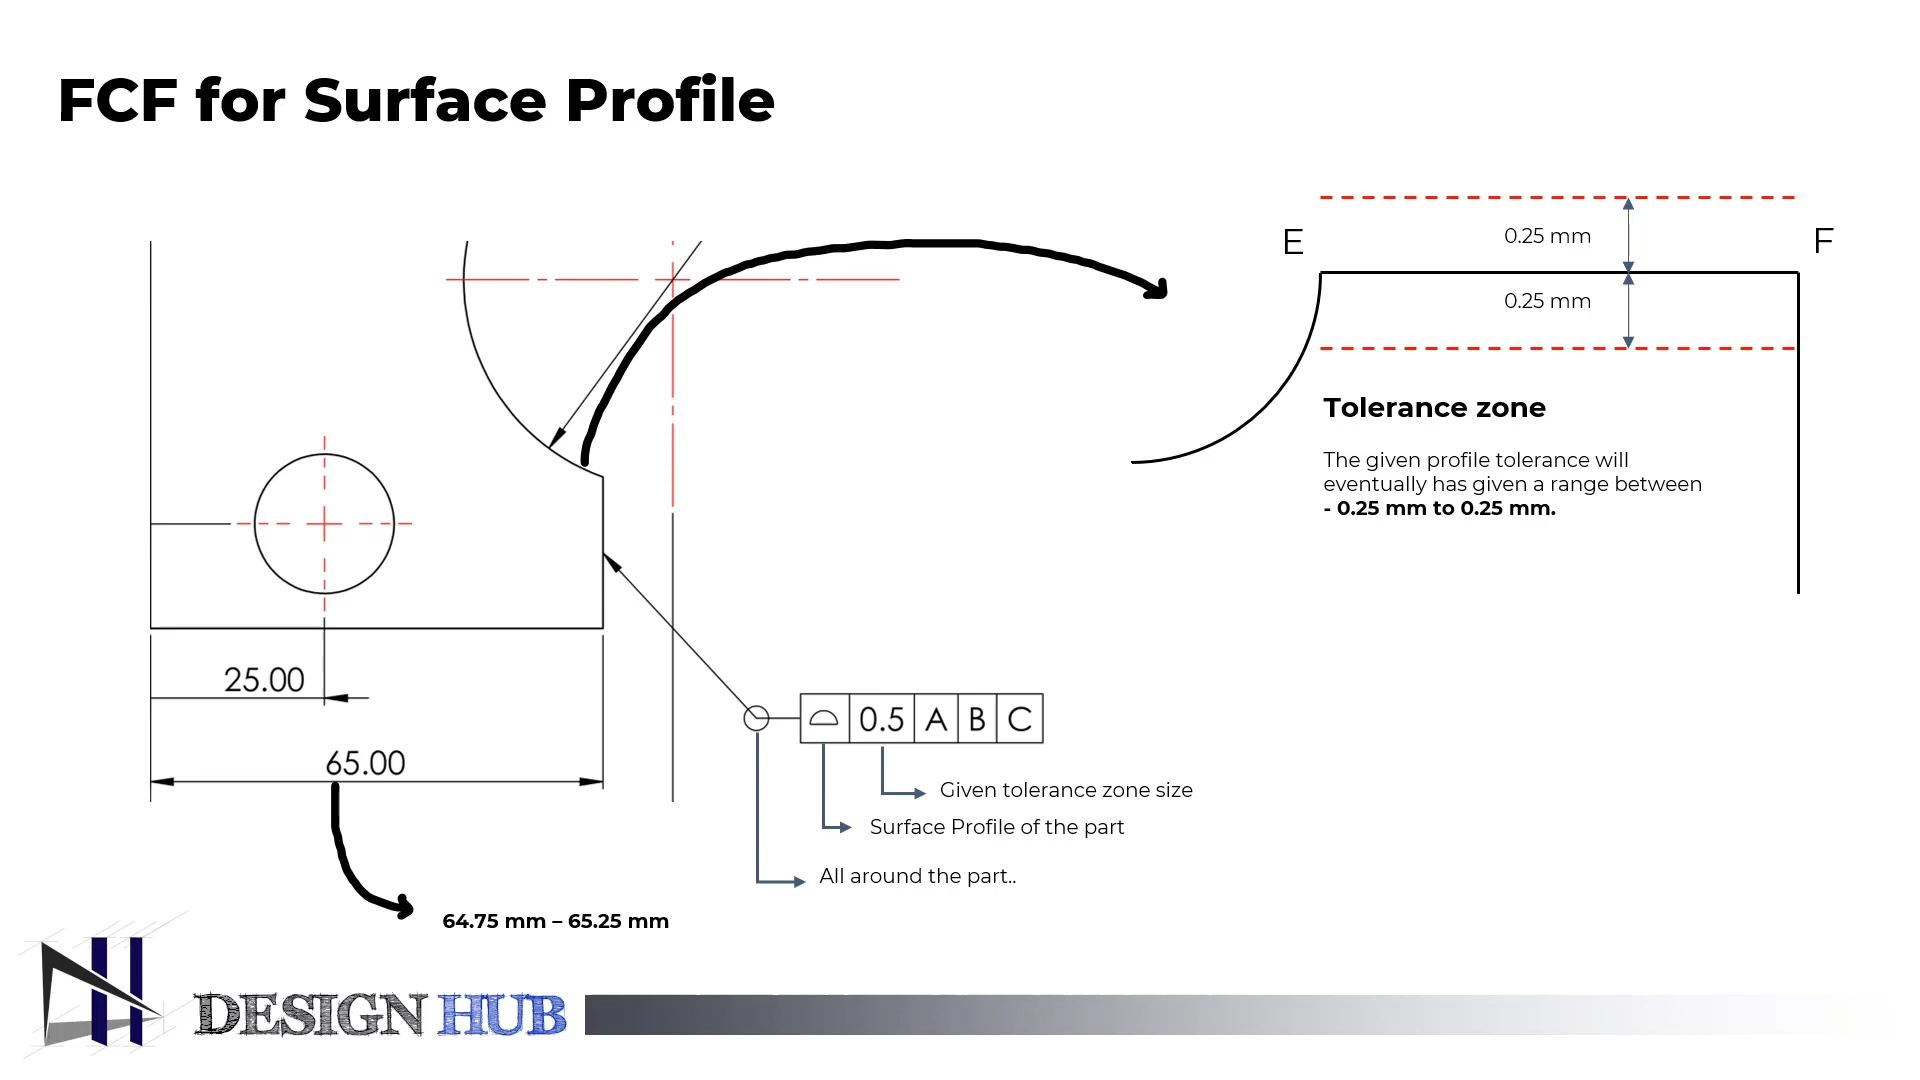 FCF for Surface Profile
E
F
0.25 mm
0.25 mm
Tolerance zone
The given profile tolerance will
eventually has given a range between
- 0.25 mm to 0.25 mm.
25.00
65.00
0.5 A B C
Given tolerance zone size
Surface Profile of the part
All around the part..
64.75 mm – 65.25 mm
DESIGN HUB